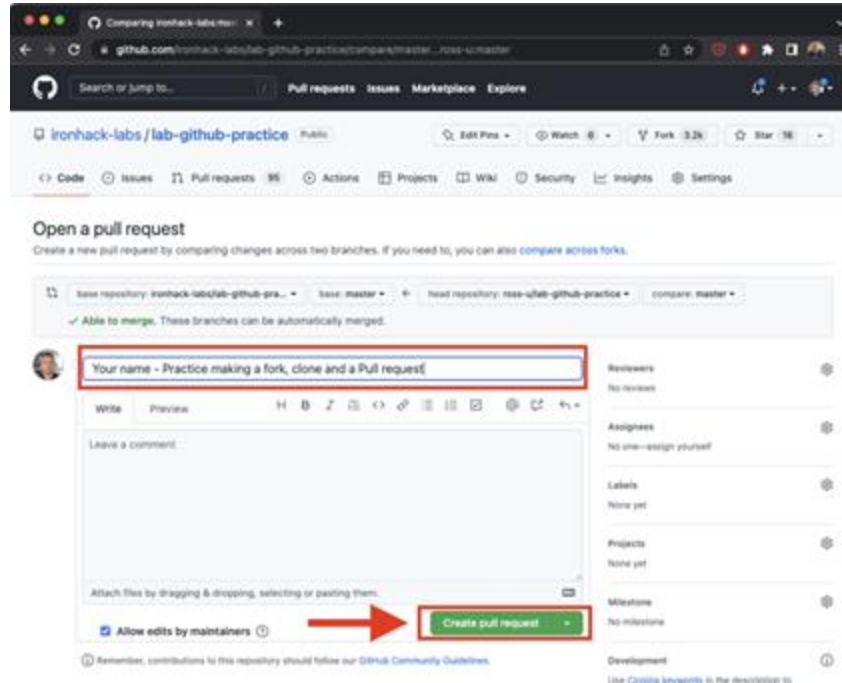 Comparing ironhack-labs:mas
github.com/ironhack-labs/lab-github-practice/compare/master...ross-u:master
Search or jump to... /
Pull requests Issues Marketplace Explore
ironhack-labs / lab-github-practice Public
Edit Pins Watch 0 Fork 3.2k Star 16
Code Issues Pull requests 95 Actions Projects Wiki Security Insights Settings
Open a pull request
Create a new pull request by comparing changes across two branches. If you need to, you can also compare across forks.
base repository: ironhack-labs/lab-github-pra... base: master head repository: ross-u/lab-github-practice compare: master
Able to merge. These branches can be automatically merged.
Your name - Practice making a fork, clone and a Pull request
Write Preview H B I
Leave a comment
Attach files by dragging & dropping, selecting or pasting them.
Allow edits by maintainers
Create pull request
Remember, contributions to this repository should follow our GitHub Community Guidelines.
Reviewers
No reviews
Assignees
No one—assign yourself
Labels
None yet
Projects
None yet
Milestone
No milestone
Development
Use Closing keywords in the description to